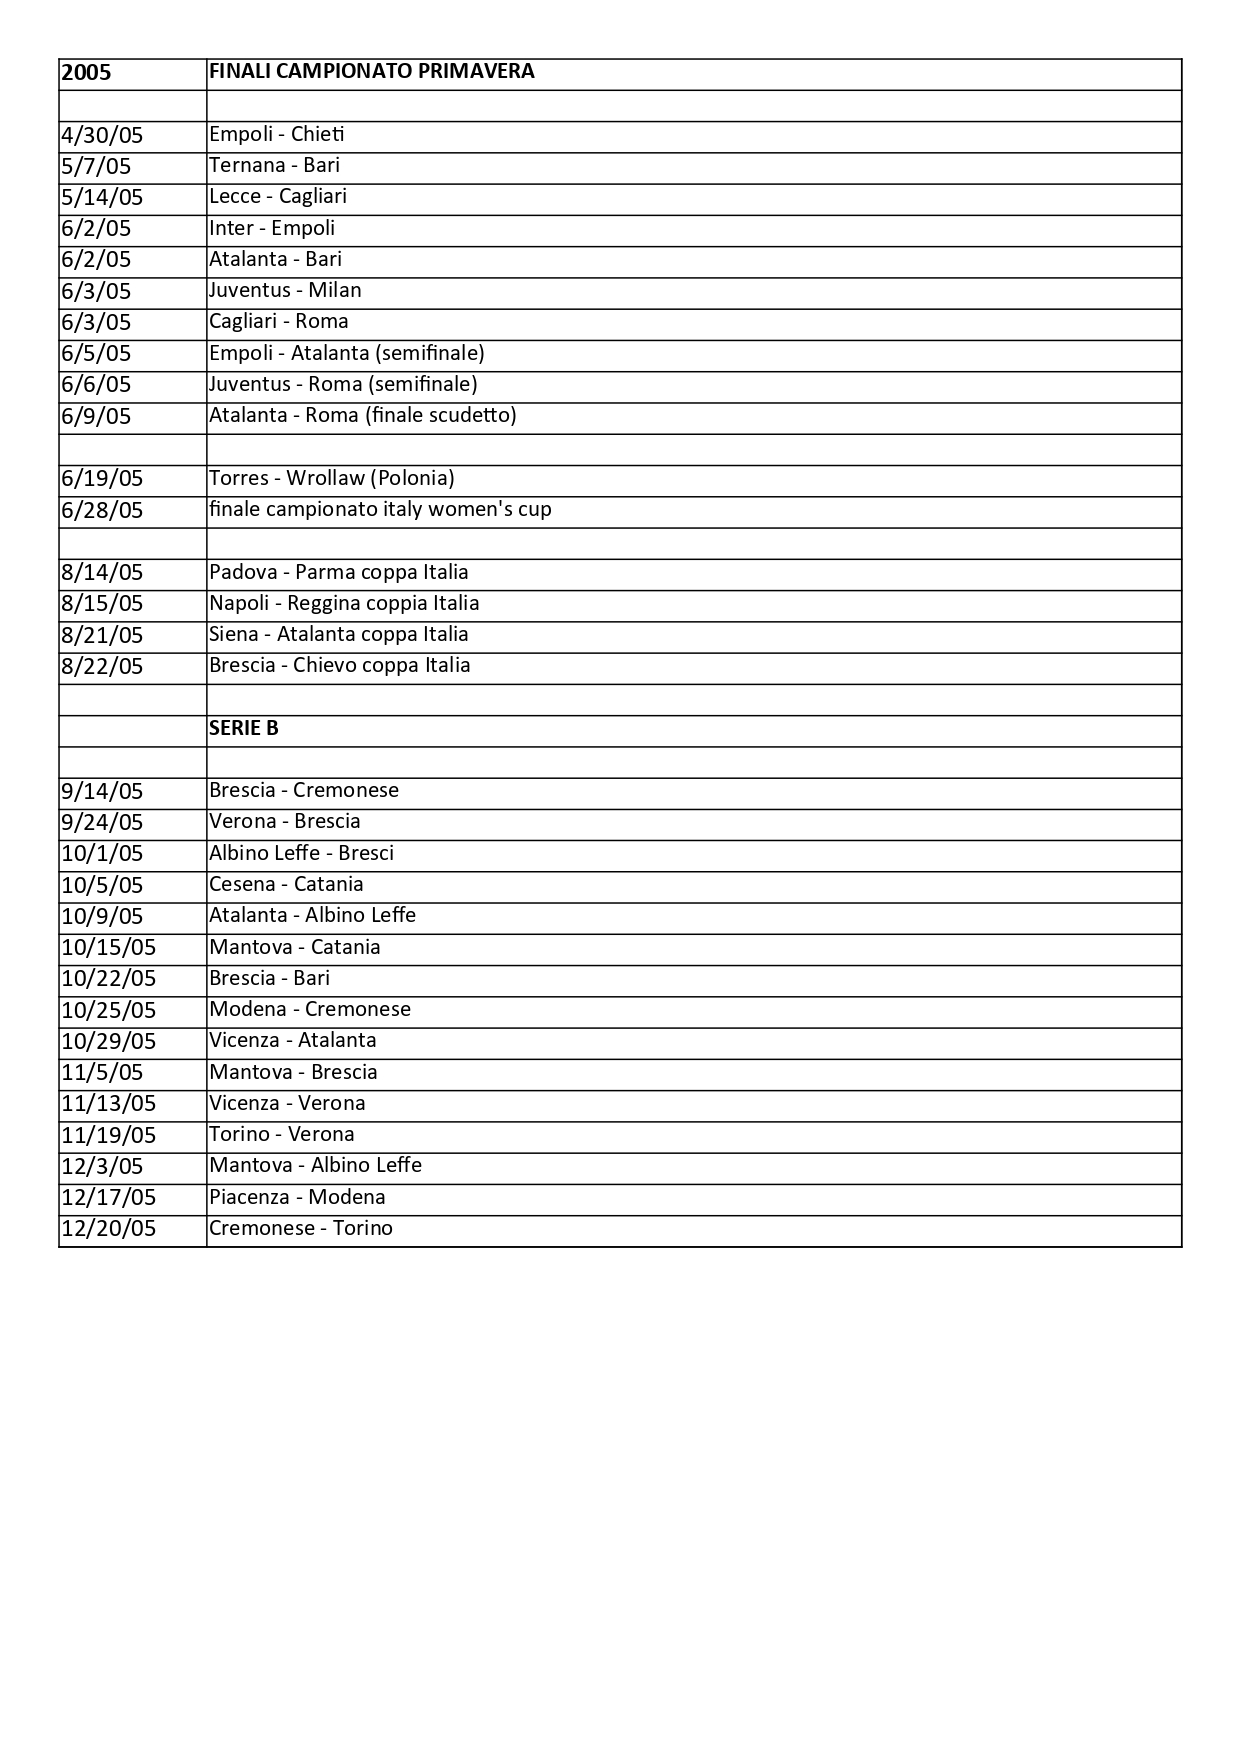 2005 FINALI CAMPIONATO PRIMAVERA
4/30/05 Empoli - Chieti
5/7/05 Ternana - Bari
5/14/05 Lecce - Cagliari
6/2/05 Inter - Empoli
6/2/05 Atalanta - Bari
6/3/05 Juventus - Milan
6/3/05 Cagliari - Roma
6/5/05 Empoli - Atalanta (semifinale)
6/6/05 Juventus - Roma (semifinale)
6/9/05 Atalanta - Roma (finale scudetto)
6/19/05 Torres - Wrollaw (Polonia)
6/28/05 finale campionato italy women's cup
8/14/05 Padova - Parma coppa Italia
8/15/05 Napoli - Reggina coppia Italia
8/21/05 Siena - Atalanta coppa Italia
8/22/05 Brescia - Chievo coppa Italia
SERIE B
9/14/05 Brescia - Cremonese
9/24/05 Verona - Brescia
10/1/05 Albino Leffe - Bresci
10/5/05 Cesena - Catania
10/9/05 Atalanta - Albino Leffe
10/15/05 Mantova - Catania
10/22/05 Brescia - Bari
10/25/05 Modena - Cremonese
10/29/05 Vicenza - Atalanta
11/5/05 Mantova - Brescia
11/13/05 Vicenza - Verona
11/19/05 Torino - Verona
12/3/05 Mantova - Albino Leffe
12/17/05 Piacenza - Modena
12/20/05 Cremonese - Torino